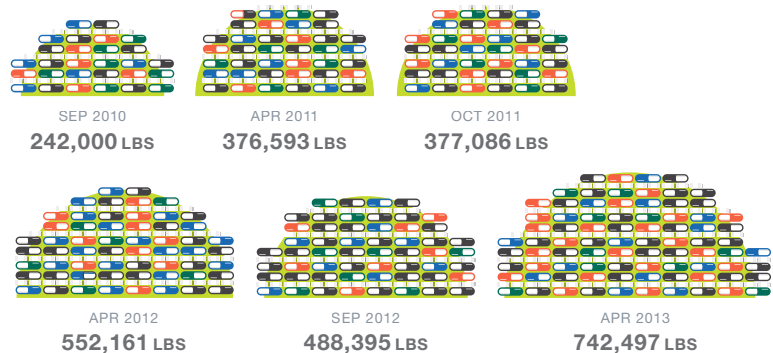 SEP 2010
242,000 LBS
APR 2011
376,593 LBS
OCT 2011
377,086 LBS
APR 2012
552,161 LBS
SEP 2012
488,395 LBS
APR 2013
742,497 LBS